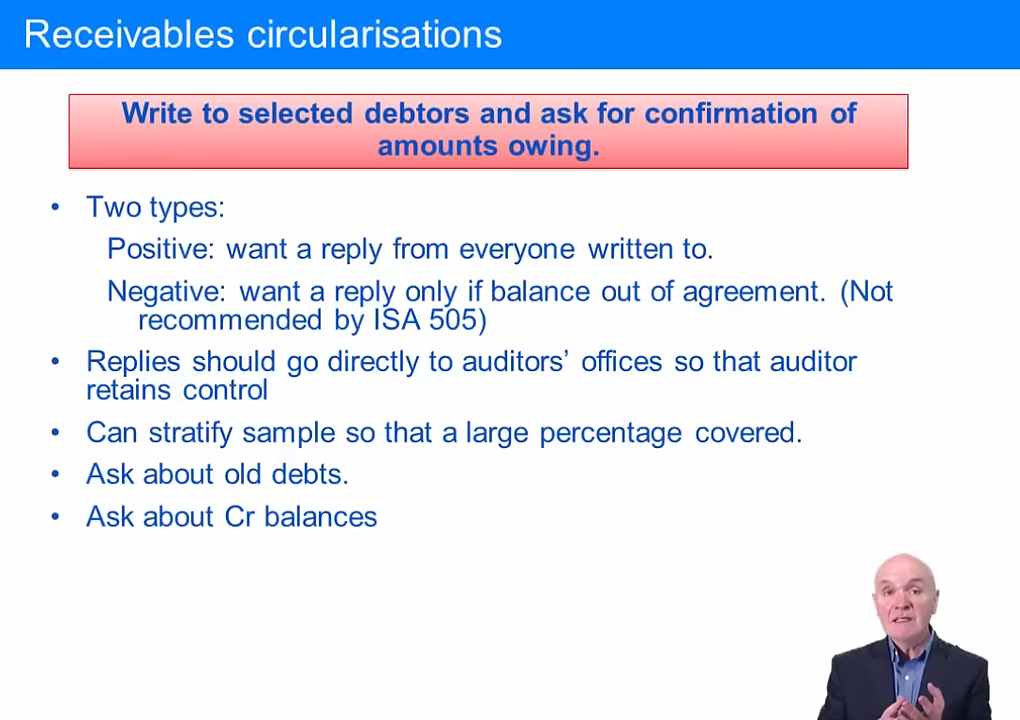 Receivables circularisations
Write to selected debtors and ask for confirmation of
amounts owing.
• Two types:
Positive: want a reply from everyone written to.
Negative: want a reply only if balance out of agreement. (Not
recommended by ISA 505)
• Replies should go directly to auditors’ offices so that auditor
retains control
• Can stratify sample so that a large percentage covered.
• Ask about old debts.
• Ask about Cr balances